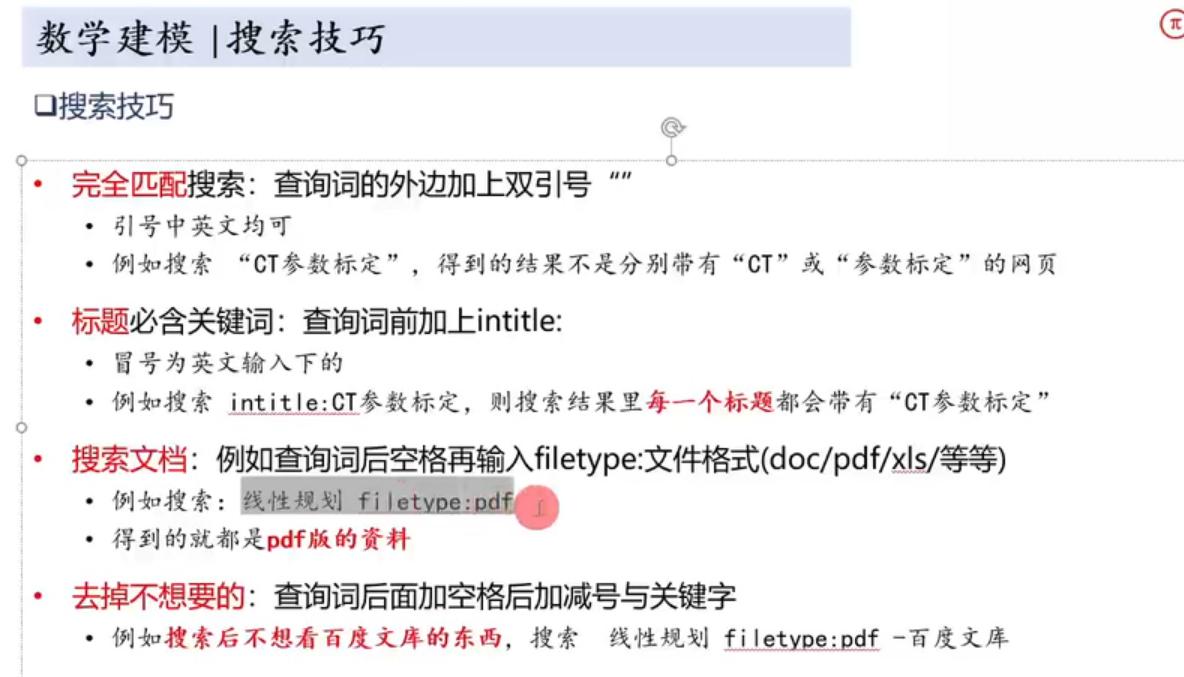 数学建模 |搜索技巧
π
❑搜索技巧
• 完全匹配搜索：查询词的外边加上双引号 “”
• 引号中英文均可
• 例如搜索 “CT参数标定”，得到的结果不是分别带有“CT”或“参数标定”的网页
• 标题必含关键词：查询词前加上intitle:
• 冒号为英文输入下的
• 例如搜索 intitle:CT参数标定，则搜索结果里每一个标题都会带有“CT参数标定”
• 搜索文档：例如查询词后空格再输入filetype:文件格式(doc/pdf/xls/等等)
• 例如搜索：线性规划 filetype:pdf
• 得到的就都是pdf版的资料
• 去掉不想要的：查询词后面加空格后加减号与关键字
• 例如搜索后不想看百度文库的东西，搜索 线性规划 filetype:pdf -百度文库